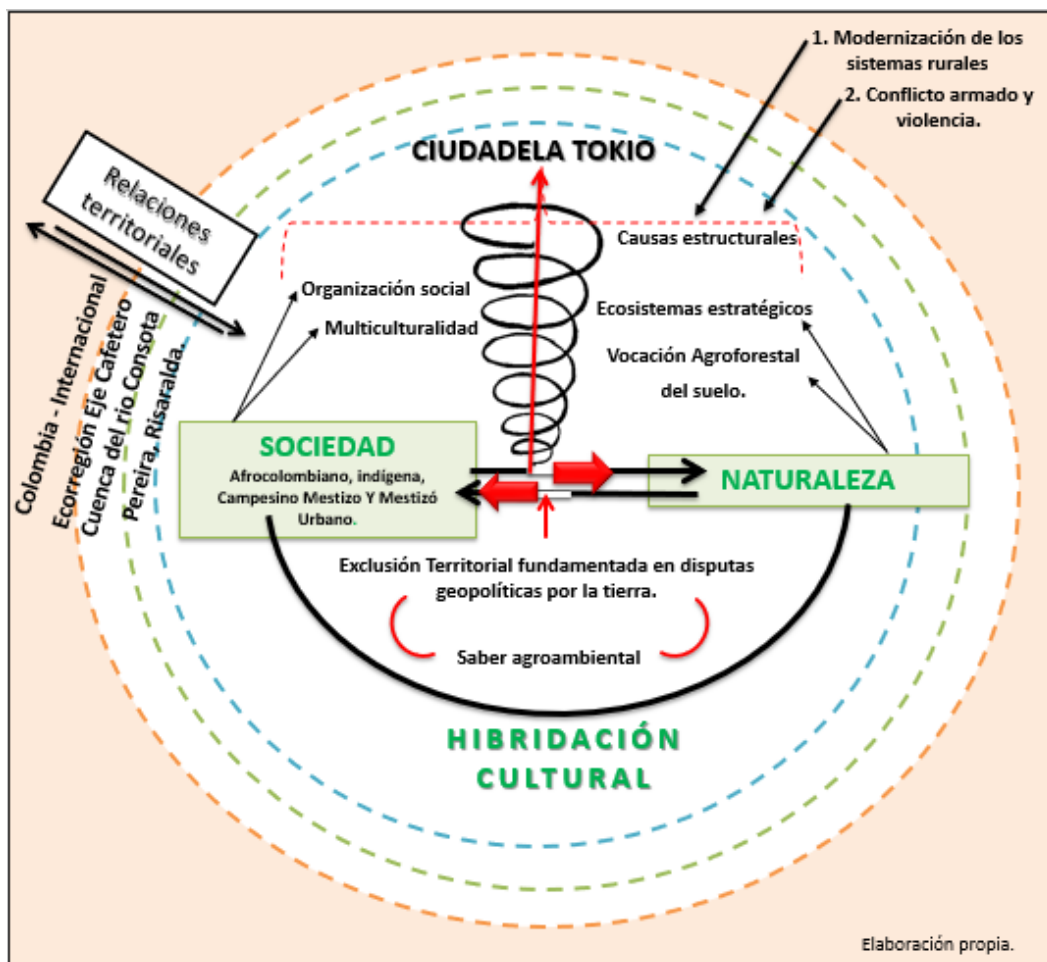 1. Modernización de los
sistemas rurales
2. Conflicto armado y
violencia.
CIUDADELA TOKIO
Relaciones
territoriales
Causas estructurales
Organización social
Multiculturalidad
Ecosistemas estratégicos
Vocación Agroforestal
del suelo.
Colombia - Internacional
Ecorregión Eje Cafetero
Cuenca del rio Consota
Pereira, Risaralda.
SOCIEDAD
Afrocolombiano, indígena,
Campesino Mestizo Y Mestizó
Urbano.
NATURALEZA
Exclusión Territorial fundamentada en disputas
geopolíticas por la tierra.
Saber agroambiental
HIBRIDACIÓN
CULTURAL
Elaboración propia.